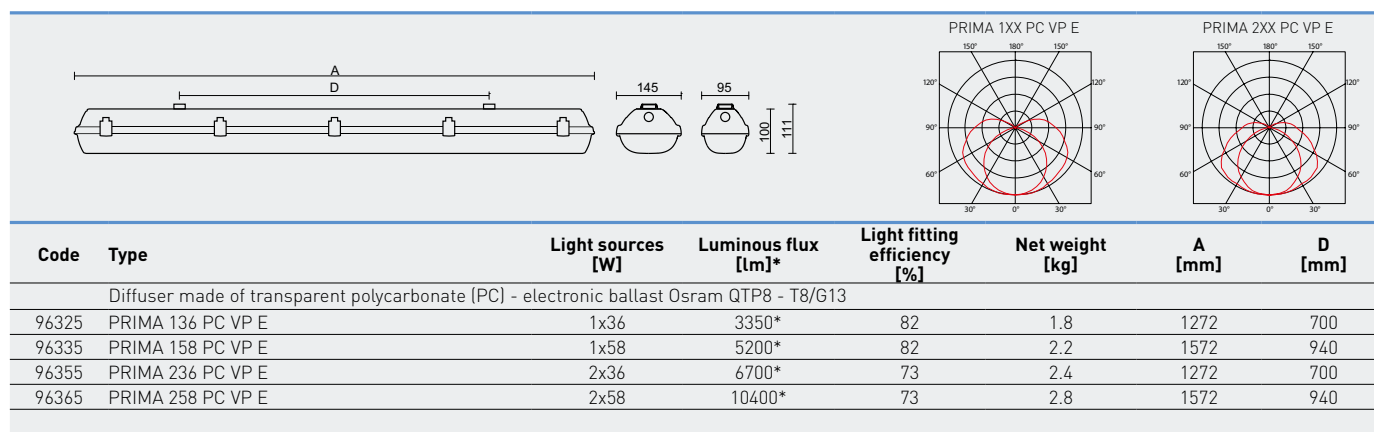 PRIMA 1XX PC VP E
PRIMA 2XX PC VP E
150° 180° 150°
150° 180° 150°
A
D
145
95
120° 120°
120° 120°
100
111
90° 90°
90° 90°
60° 60°
60° 60°
30° 0° 30°
30° 0° 30°
Code Type Light sources [W] Luminous flux [lm]* Light fitting efficiency [%] Net weight [kg] A [mm] D [mm]
Diffuser made of transparent polycarbonate (PC) - electronic ballast Osram QTP8 - T8/G13
96325 PRIMA 136 PC VP E 1x36 3350* 82 1.8 1272 700
96335 PRIMA 158 PC VP E 1x58 5200* 82 2.2 1572 940
96355 PRIMA 236 PC VP E 2x36 6700* 73 2.4 1272 700
96365 PRIMA 258 PC VP E 2x58 10400* 73 2.8 1572 940